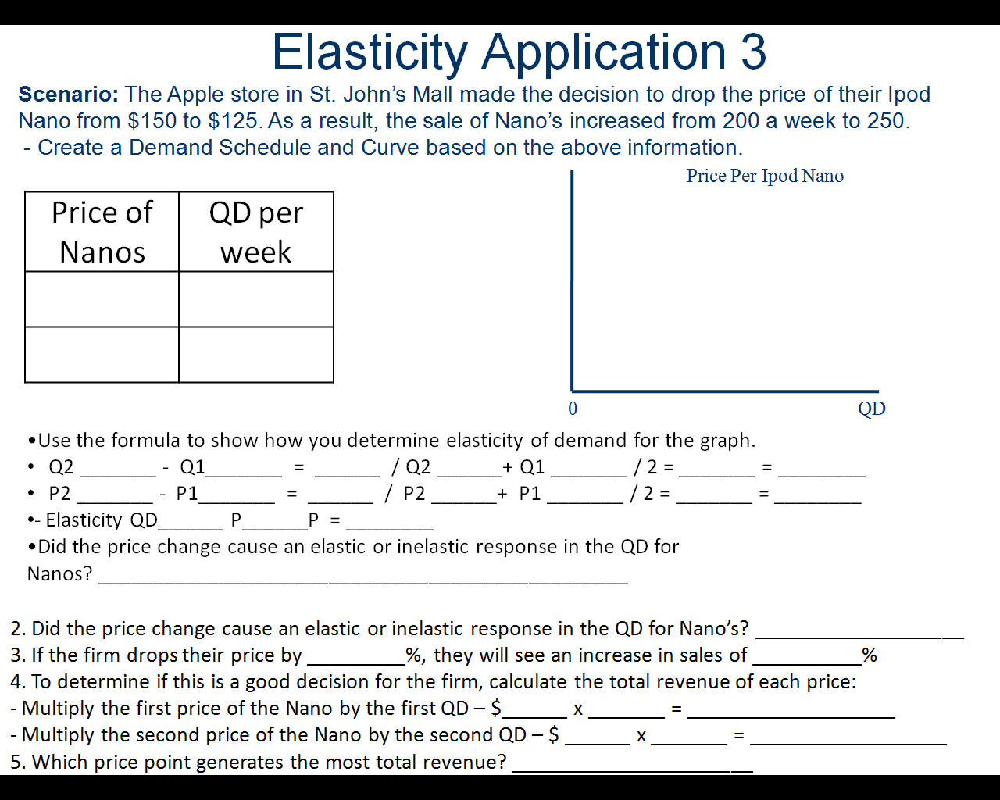 Elasticity Application 3
Scenario: The Apple store in St. John's Mall made the decision to drop the price of their Ipod
Nano from $150 to $125. As a result, the sale of Nano's increased from 200 a week to 250.
- Create a Demand Schedule and Curve based on the above information.
Price Per Ipod Nano
Price of Nanos
QD per week
0
QD
•Use the formula to show how you determine elasticity of demand for the graph.
• Q2 _______ - Q1_______ = ______ / Q2 ______+ Q1 _______ / 2 = _______ = ________
• P2 _______ - P1_______ = ______ / P2 ______+ P1 _______ / 2 = _______ = ________
•- Elasticity QD______ P______P = ________
•Did the price change cause an elastic or inelastic response in the QD for
Nanos? _________________________________________________
2. Did the price change cause an elastic or inelastic response in the QD for Nano's? ___________________
3. If the firm drops their price by _________%, they will see an increase in sales of __________%
4. To determine if this is a good decision for the firm, calculate the total revenue of each price:
- Multiply the first price of the Nano by the first QD – $______ x _______ = ___________________
- Multiply the second price of the Nano by the second QD – $ ______ x _______ = __________________
5. Which price point generates the most total revenue? ______________________